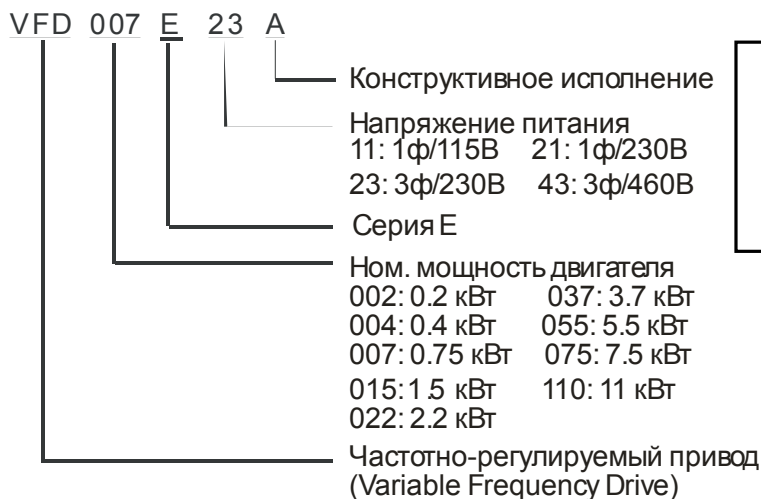 VFD 007 E 23 A
Конструктивное исполнение
Напряжение питания
11: 1ф/115В 21: 1ф/230В
23: 3ф/230В 43: 3ф/460В
Серия E
Ном. мощность двигателя
002: 0.2 кВт 037: 3.7 кВт
004: 0.4 кВт 055: 5.5 кВт
007: 0.75 кВт 075: 7.5 кВт
015: 1.5 кВт 110: 11 кВт
022: 2.2 кВт
Частотно-регулируемый привод
(Variable Frequency Drive)